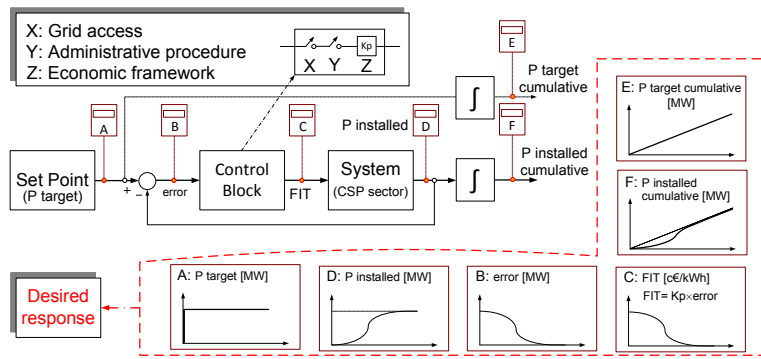 X: Grid access
Y: Administrative procedure
Z: Economic framework
Kp
X Y Z
E
P target
cumulative
A
B
C
P installed
D
F
∫
Set Point
(P target)
+
−
error
Control
Block
FIT
System
(CSP sector)
∫
P installed
cumulative
E: P target cumulative
[MW]
F: P installed
cumulative [MW]
Desired
response
A: P target [MW]
D: P installed [MW]
B: error [MW]
C: FIT [c€/kWh]
FIT= Kp×error